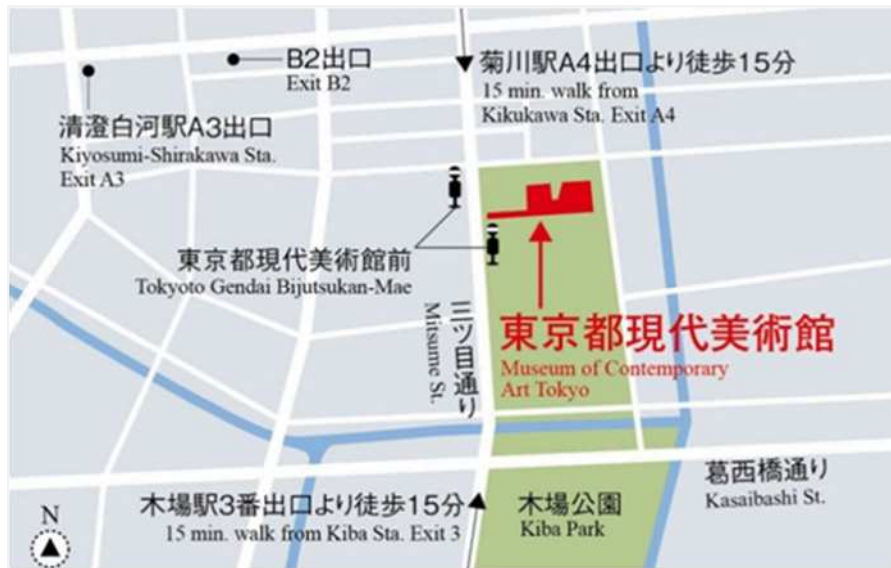 B2出口
Exit B2
菊川駅A4出口より徒歩15分
15 min. walk from
Kikukawa Sta. Exit A4
清澄白河駅A3出口
Kiyosumi-Shirakawa Sta.
Exit A3
東京都現代美術館前
Tokyoto Gendai Bijutsukan-Mae
三ツ目通り
Mitsume St.
東京都現代美術館
Museum of Contemporary
Art Tokyo
葛西橋通り
Kasaibashi St.
木場駅3番出口より徒歩15分
15 min. walk from Kiba Sta. Exit 3
木場公園
Kiba Park
N